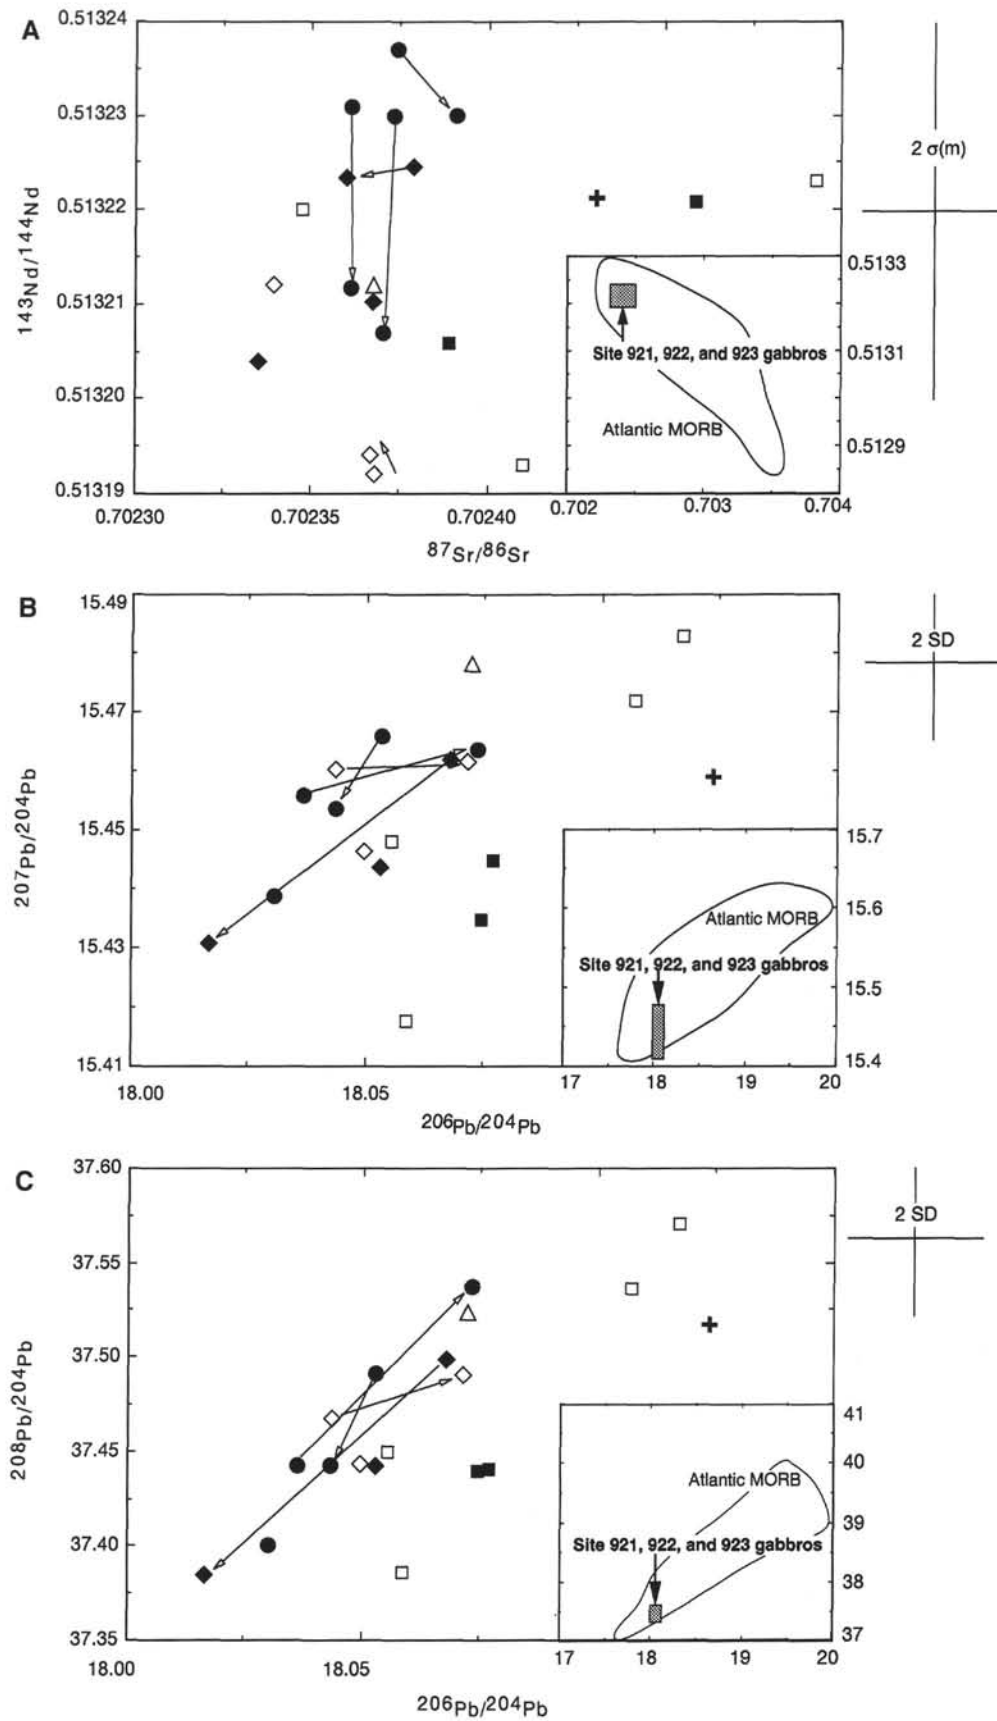 A
0.51324
0.51323
0.51322
0.51321
0.51320
0.51319
143Nd/144Nd
0.70230
0.70235
0.70240
87Sr/86Sr
2 σ(m)
0.5133
0.5131
0.5129
Site 921, 922, and 923 gabbros
Atlantic MORB
0.702
0.703
0.704
B
15.49
15.47
15.45
15.43
15.41
207Pb/204Pb
18.00
18.05
206Pb/204Pb
2 SD
15.7
15.6
15.5
15.4
Atlantic MORB
Site 921, 922, and 923 gabbros
17
18
19
20
C
37.60
37.55
37.50
37.45
37.40
37.35
208Pb/204Pb
18.00
18.05
206Pb/204Pb
2 SD
41
40
39
38
37
Atlantic MORB
Site 921, 922, and 923 gabbros
17
18
19
20